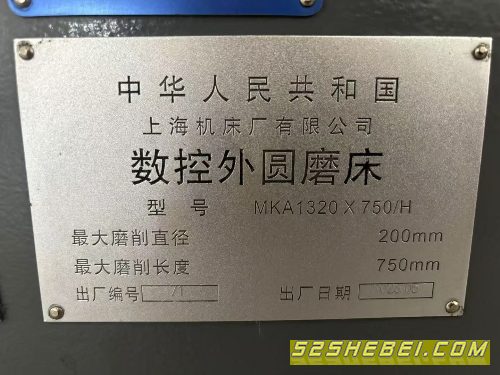 中华人民共和国
上海机床厂有限公司
数控外圆磨床
型 号 MKA1320 X 750/H
最大磨削直径 200mm
最大磨削长度 750mm
出厂编号 出厂日期
52SHEBEI.COM